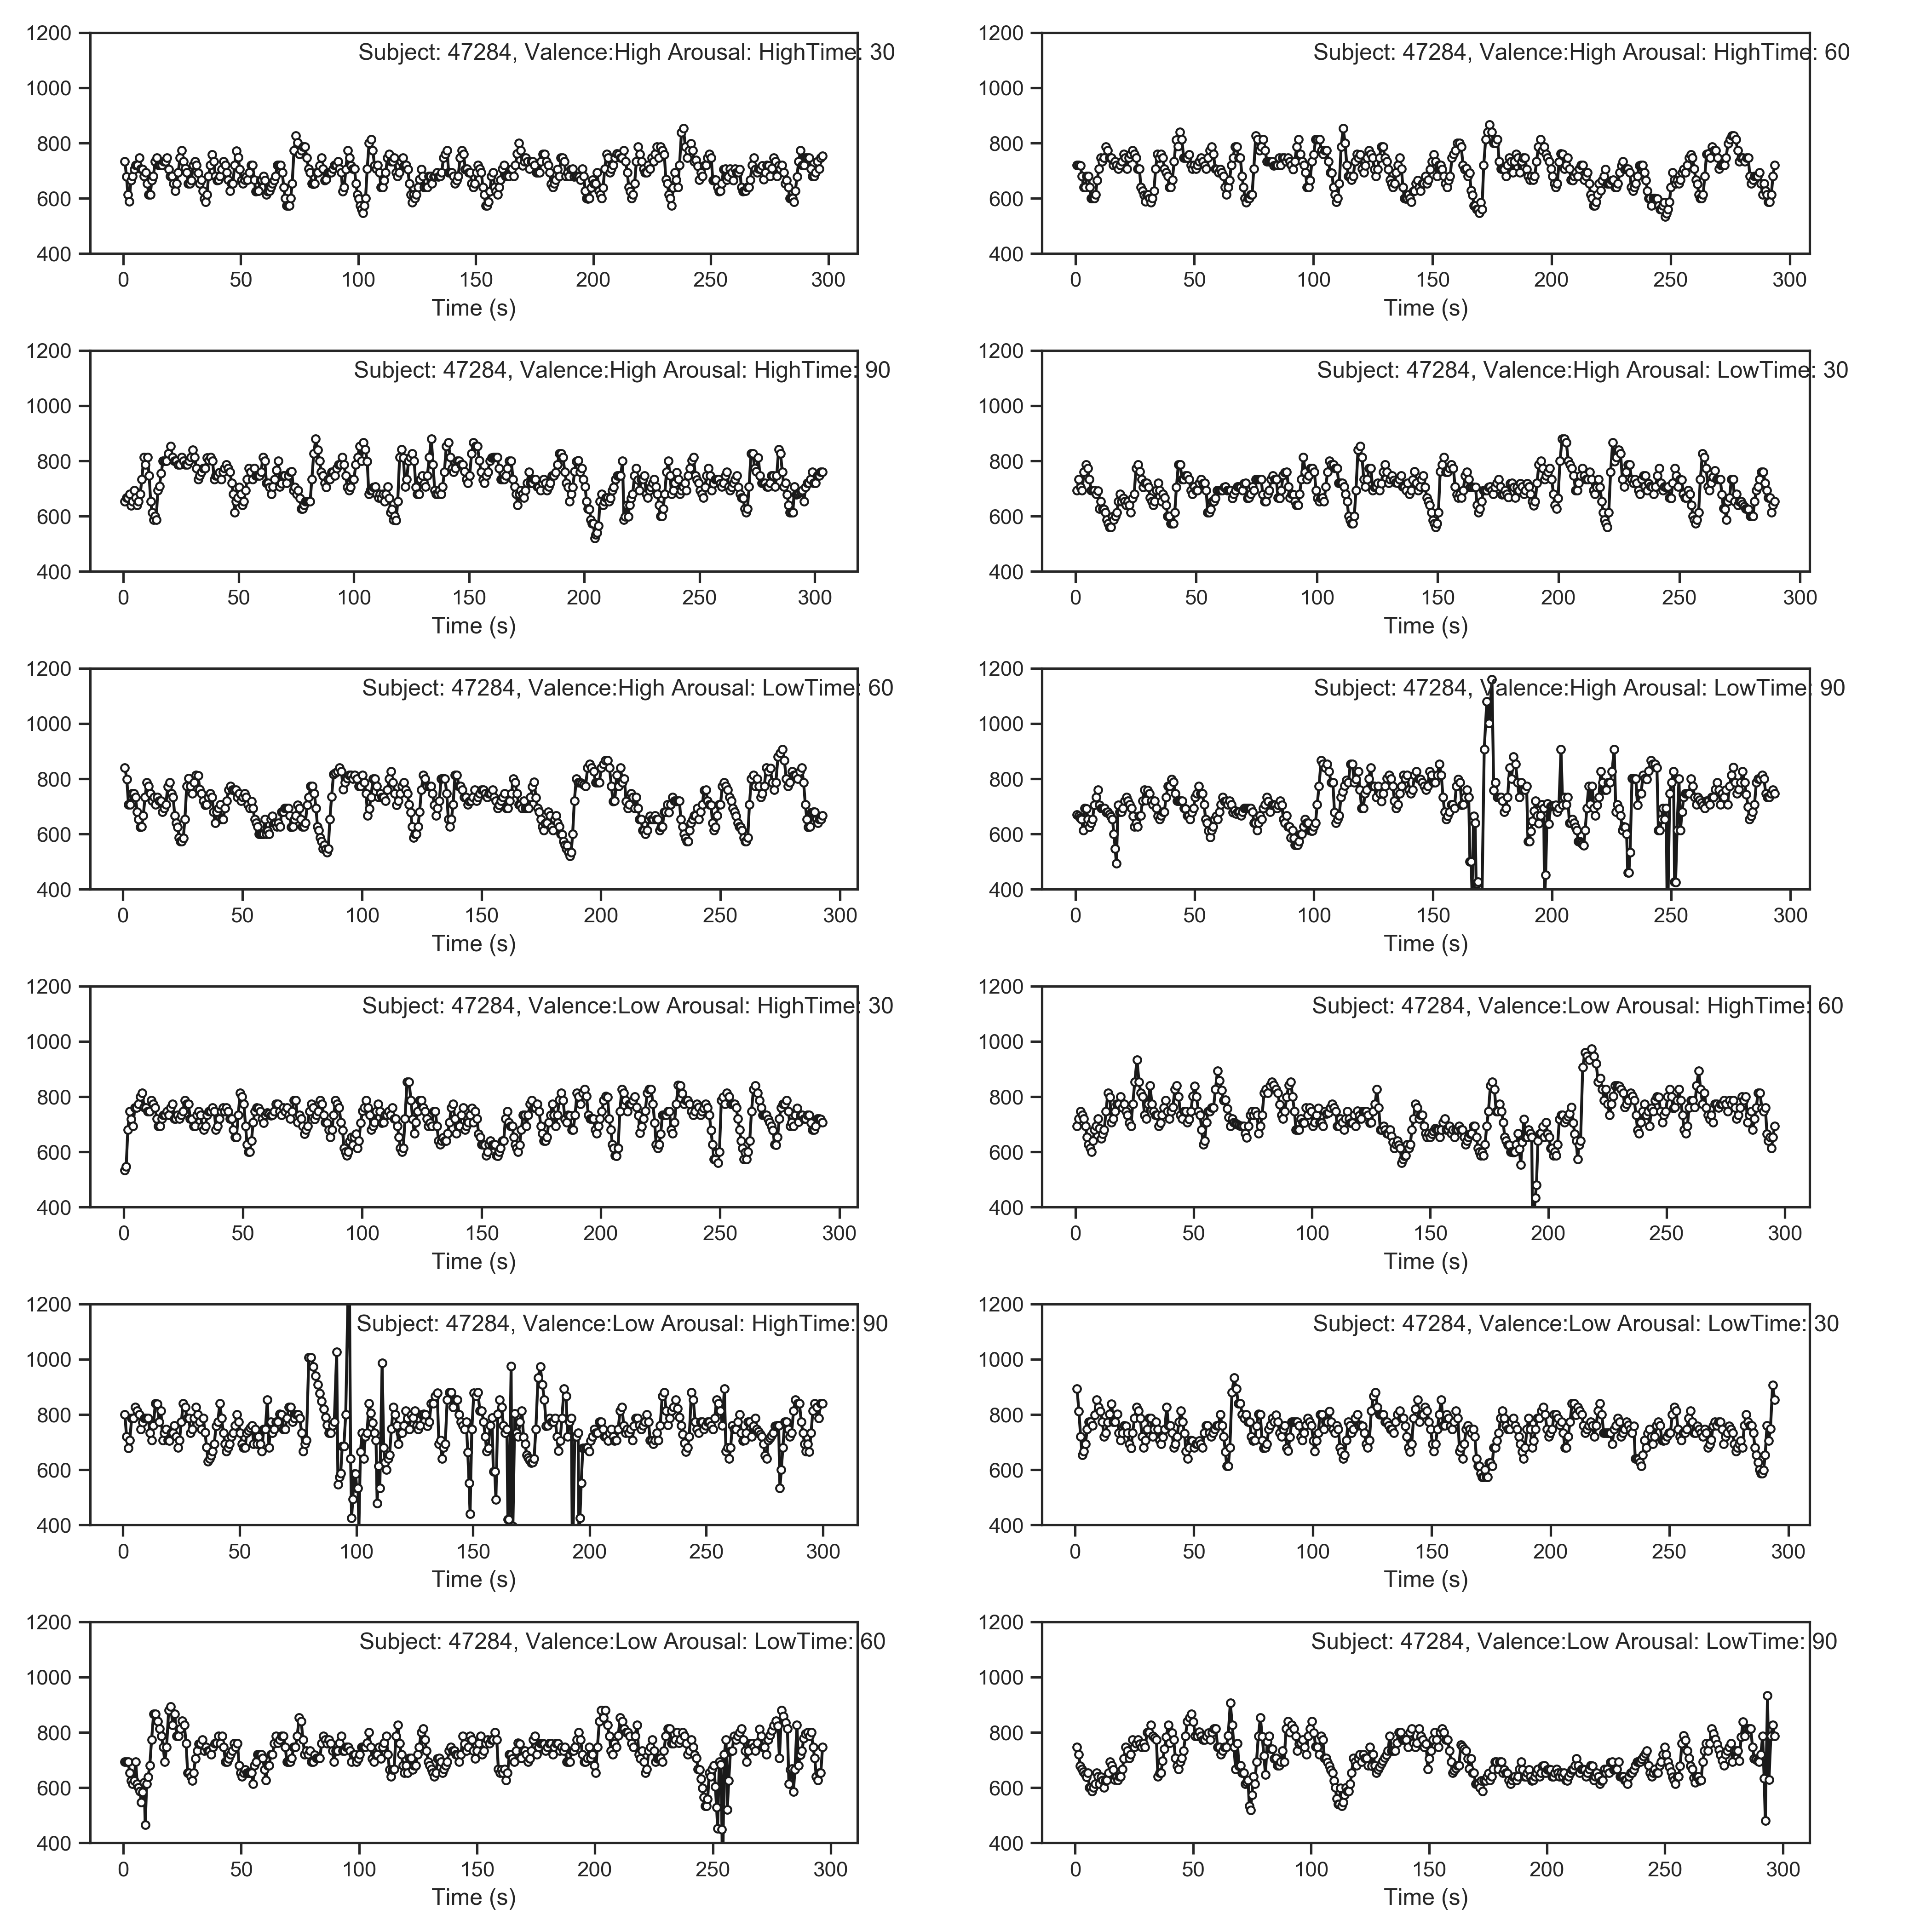 1200
Subject: 47284, Valence:High Arousal: HighTime: 30
1000
800
600
400
0 50 100 150 200 250 300
Time (s)
1200
Subject: 47284, Valence:High Arousal: HighTime: 60
1000
800
600
400
0 50 100 150 200 250 300
Time (s)
1200
Subject: 47284, Valence:High Arousal: HighTime: 90
1000
800
600
400
0 50 100 150 200 250 300
Time (s)
1200
Subject: 47284, Valence:High Arousal: LowTime: 30
1000
800
600
400
0 50 100 150 200 250 300
Time (s)
1200
Subject: 47284, Valence:High Arousal: LowTime: 60
1000
800
600
400
0 50 100 150 200 250 300
Time (s)
1200
Subject: 47284, Valence:High Arousal: LowTime: 90
1000
800
600
400
0 50 100 150 200 250 300
Time (s)
1200
Subject: 47284, Valence:Low Arousal: HighTime: 30
1000
800
600
400
0 50 100 150 200 250 300
Time (s)
1200
Subject: 47284, Valence:Low Arousal: HighTime: 60
1000
800
600
400
0 50 100 150 200 250 300
Time (s)
1200
Subject: 47284, Valence:Low Arousal: HighTime: 90
1000
800
600
400
0 50 100 150 200 250 300
Time (s)
1200
Subject: 47284, Valence:Low Arousal: LowTime: 30
1000
800
600
400
0 50 100 150 200 250 300
Time (s)
1200
Subject: 47284, Valence:Low Arousal: LowTime: 60
1000
800
600
400
0 50 100 150 200 250 300
Time (s)
1200
Subject: 47284, Valence:Low Arousal: LowTime: 90
1000
800
600
400
0 50 100 150 200 250 300
Time (s)